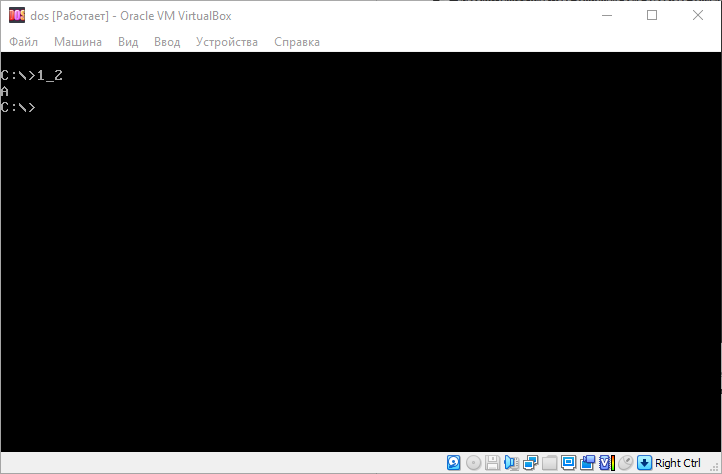 dos [Работает] - Oracle VM VirtualBox
Файл Машина Вид Ввод Устройства Справка
C:\>1_2
A
C:\>
Right Ctrl